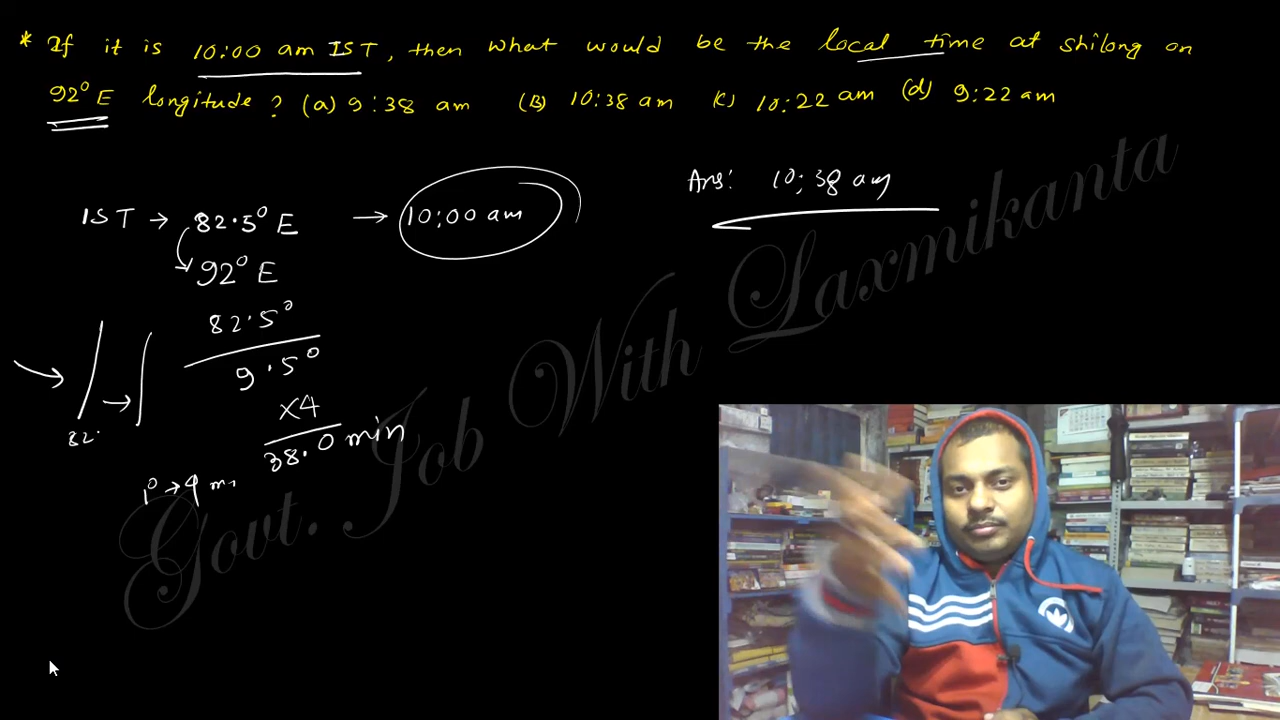 * If it is 10:00 am IST, then what would be the local time at shilong on
92° E longitude ? (a) 9:38 am (B) 10:38 am (c) 10:22 am (d) 9:22 am
Ans: 10:38 am
IST → 82.5° E → 10:00 am
92° E
82.5°
9.5°
x4
38.0 min
82.
1° → 4 m.
Govt. Job With Laxmikanta